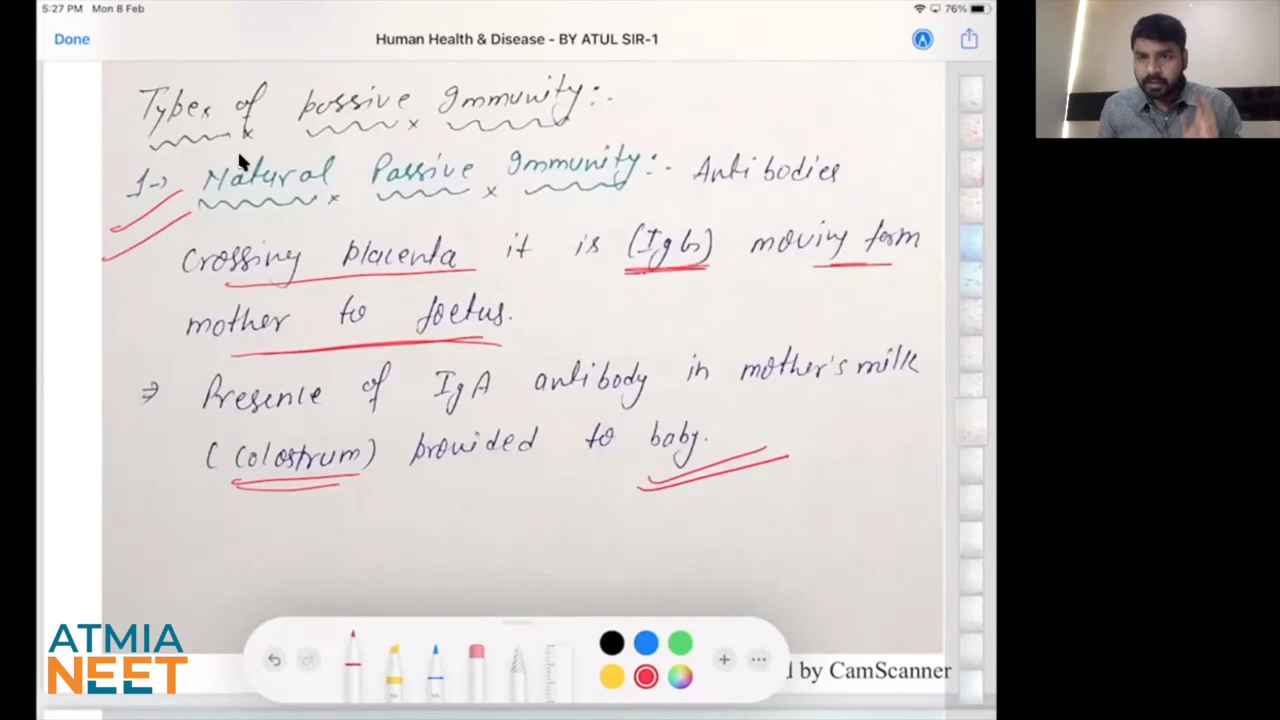 5:27 PM Mon 8 Feb
76%
Done
Human Health & Disease - BY ATUL SIR-1
Types of passive Immunity:-
1→ Natural Passive Immunity:- Antibodies
Crossing placenta it is (IgG) moving form
mother to foetus.
⇒ Presence of IgA antibody in mother's milk
(Colostrum) provided to baby.
ATMIA
NEET
d by CamScanner